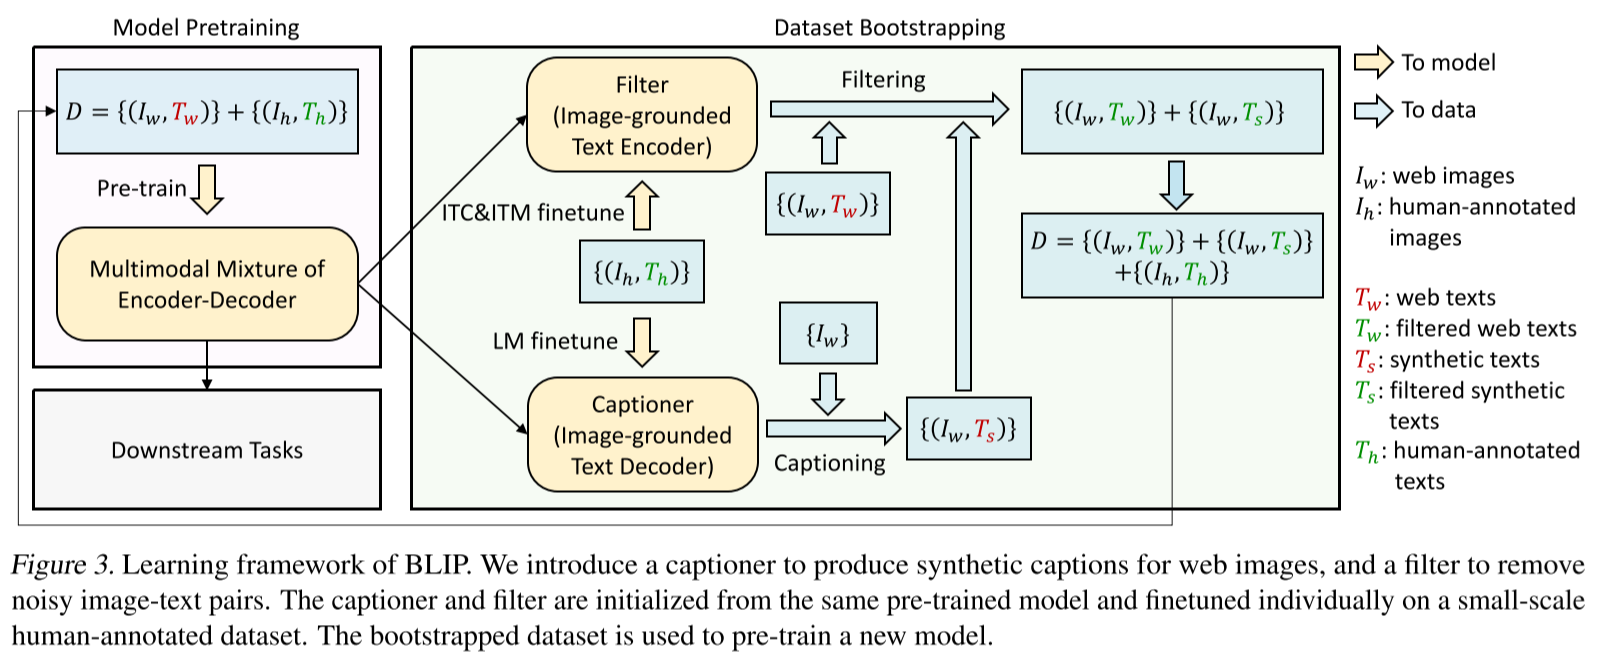 Model Pretraining
D = {(I_w, T_w)} + {(I_h, T_h)}
Pre-train
Multimodal Mixture of
Encoder-Decoder
Downstream Tasks
Dataset Bootstrapping
Filter
(Image-grounded
Text Encoder)
ITC&ITM finetune
{(I_h, T_h)}
LM finetune
Captioner
(Image-grounded
Text Decoder)
Filtering
{(I_w, T_w)}
{I_w}
Captioning
{(I_w, T_s)}
{(I_w, T_w)} + {(I_w, T_s)}
D = {(I_w, T_w)} + {(I_w, T_s)}
+{(I_h, T_h)}
To model
To data
I_w: web images
I_h: human-annotated
images
T_w: web texts
T_w: filtered web texts
T_s: synthetic texts
T_s: filtered synthetic
texts
T_h: human-annotated
texts
Figure 3. Learning framework of BLIP. We introduce a captioner to produce synthetic captions for web images, and a filter to remove
noisy image-text pairs. The captioner and filter are initialized from the same pre-trained model and finetuned individually on a small-scale
human-annotated dataset. The bootstrapped dataset is used to pre-train a new model.